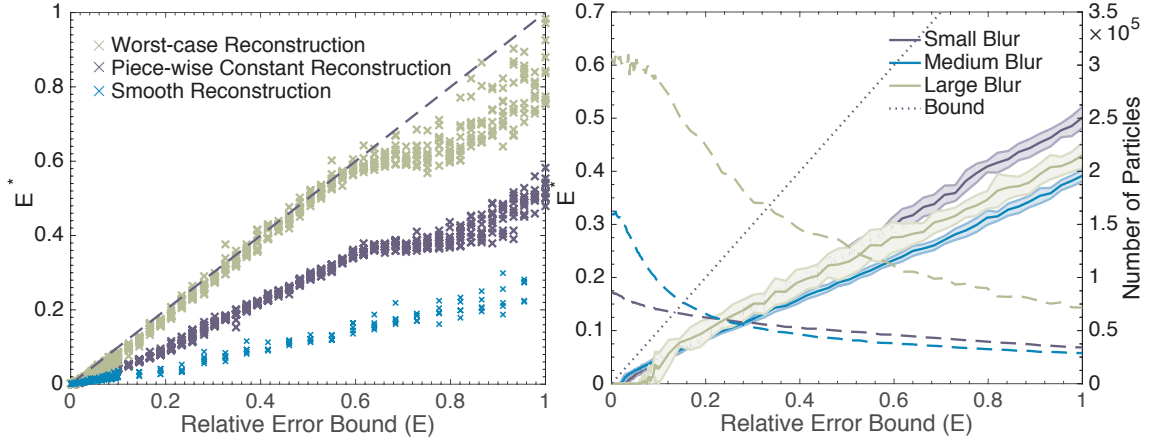 1
0.8
0.6
0.4
0.2
0
E*
Worst-case Reconstruction
Piece-wise Constant Reconstruction
Smooth Reconstruction
0 0.2 0.4 0.6 0.8 1
Relative Error Bound (E)
0.7
0.6
0.5
0.4
0.3
0.2
0.1
0
E*
Small Blur
Medium Blur
Large Blur
Bound
0 0.2 0.4 0.6 0.8 1
Relative Error Bound (E)
3.5
× 10⁵
3
2.5
2
1.5
1
0.5
0
Number of Particles